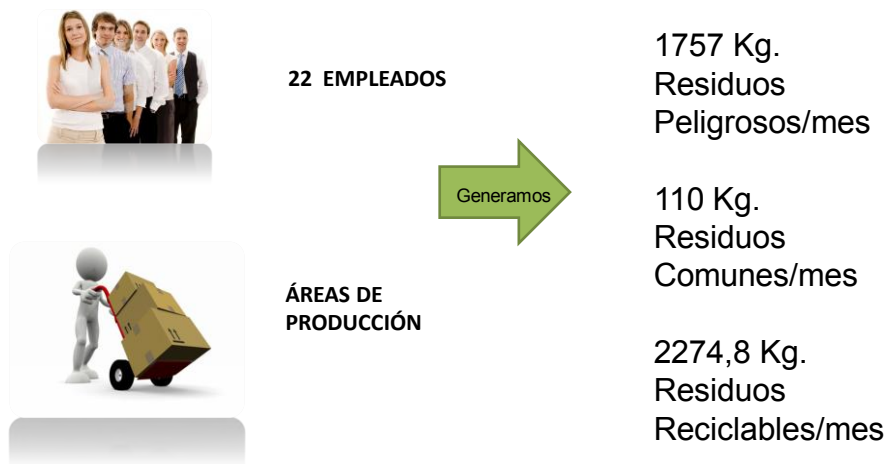 22 EMPLEADOS
ÁREAS DE
PRODUCCIÓN
Generamos
1757 Kg.
Residuos
Peligrosos/mes
110 Kg.
Residuos
Comunes/mes
2274,8 Kg.
Residuos
Reciclables/mes